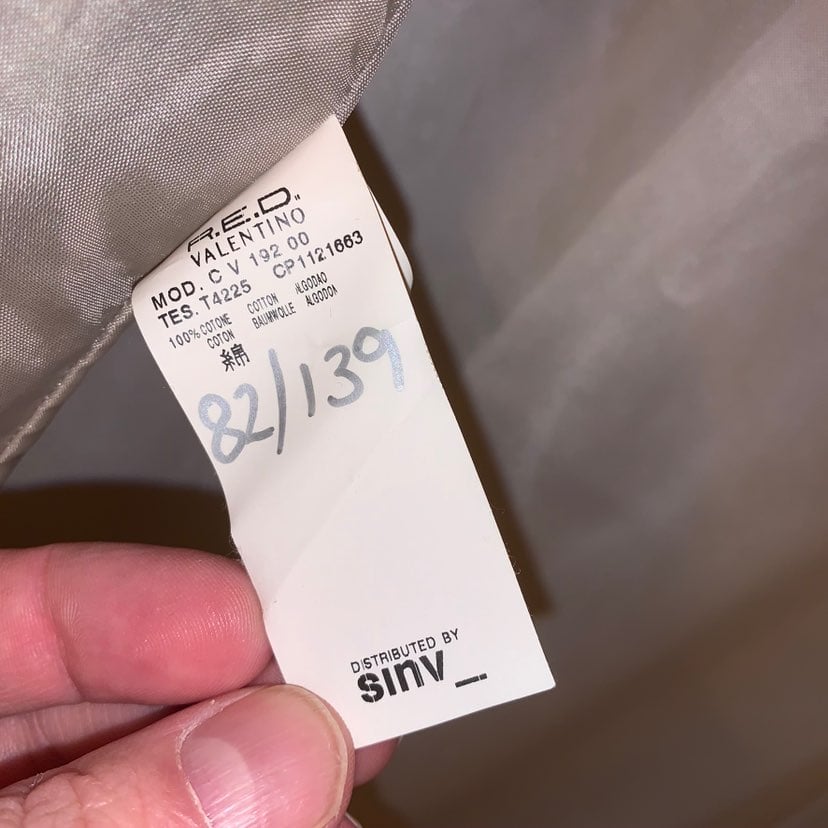 R.E.D.
VALENTINO
MOD. C V 192 00
TES. T4225 CP1121663
100% COTONE COTTON ALGODAO
COTON BAUMWOLLE ALGODON
綿
82/139
DISTRIBUTED BY
sinv_